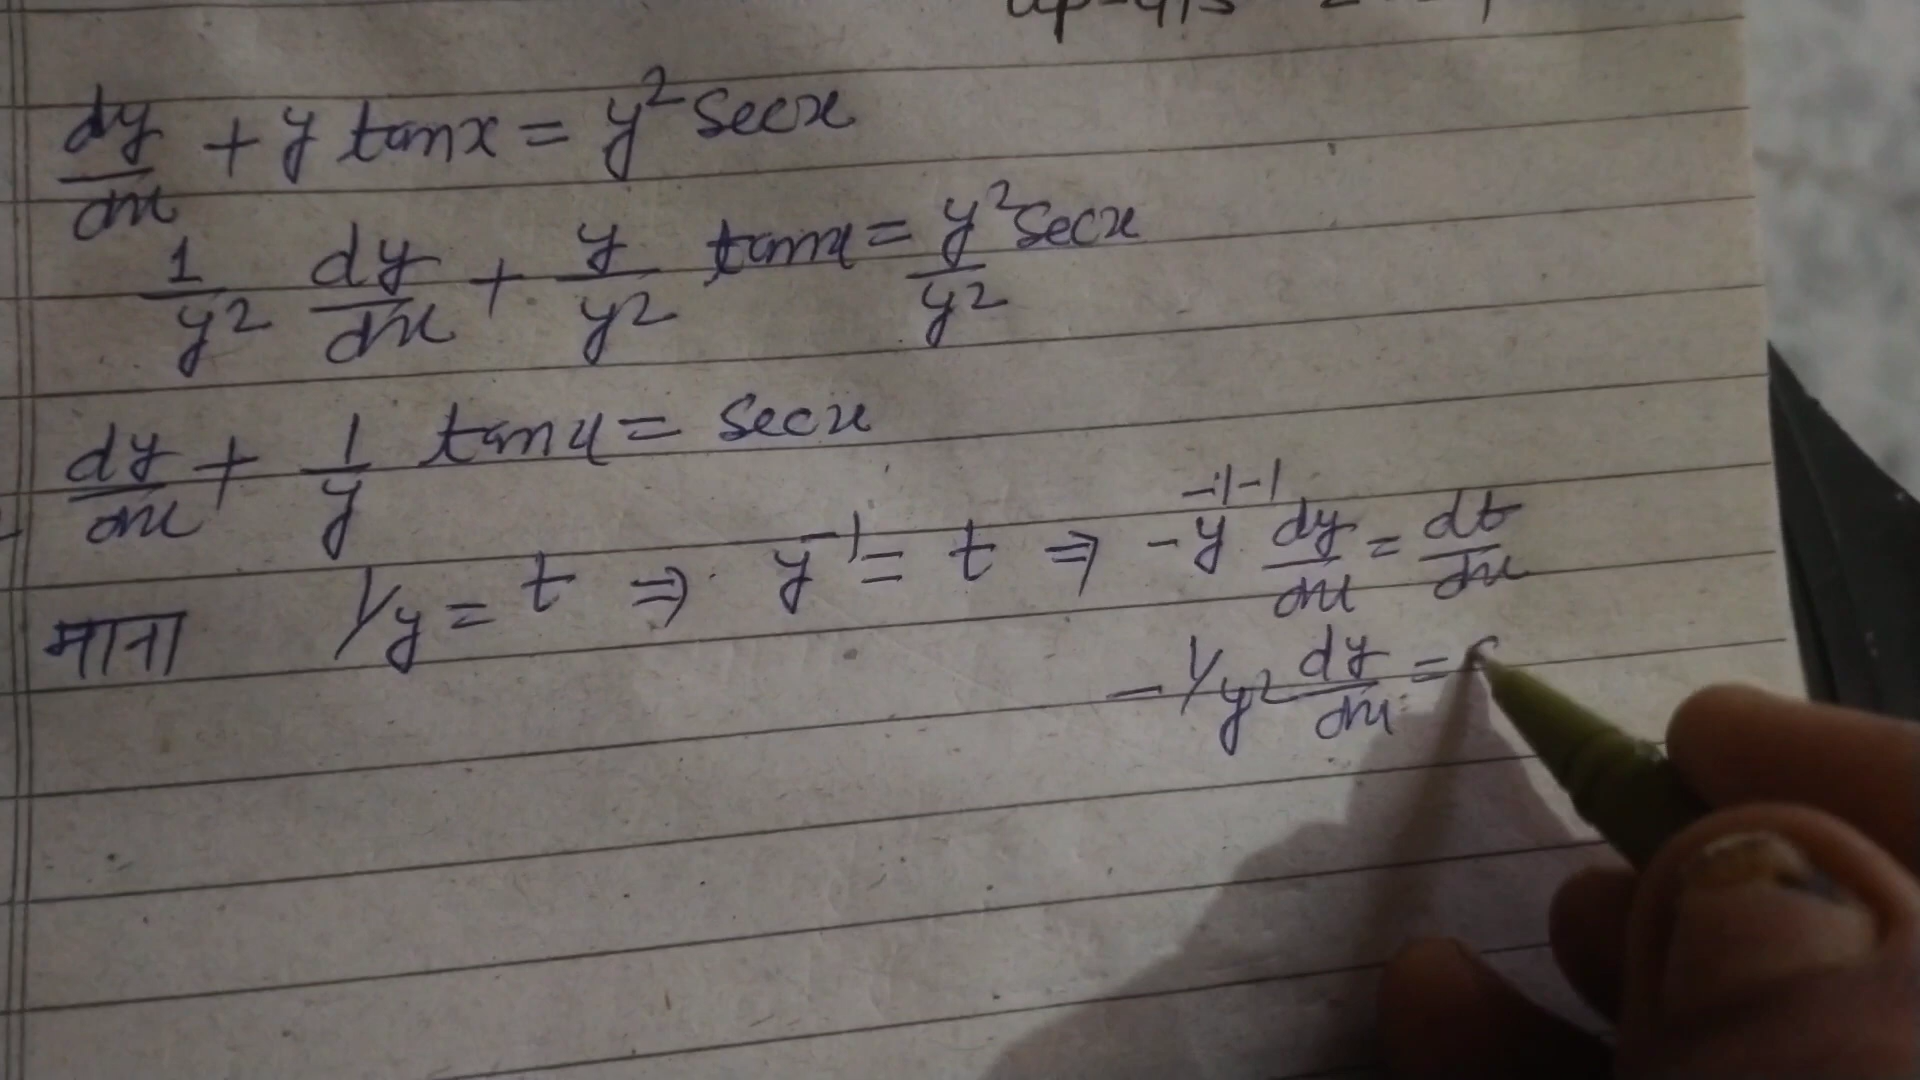 dy/dx + y tanx = y² secx
1/y² dy/dx + y/y² tanx = y² secx/y²
dy/dx + 1/y tanx = secx
माना 1/y = t ⇒ y⁻¹ = t ⇒ -y⁻¹⁻¹ dy/dx = dt/dx
- 1/y² dy/dx =